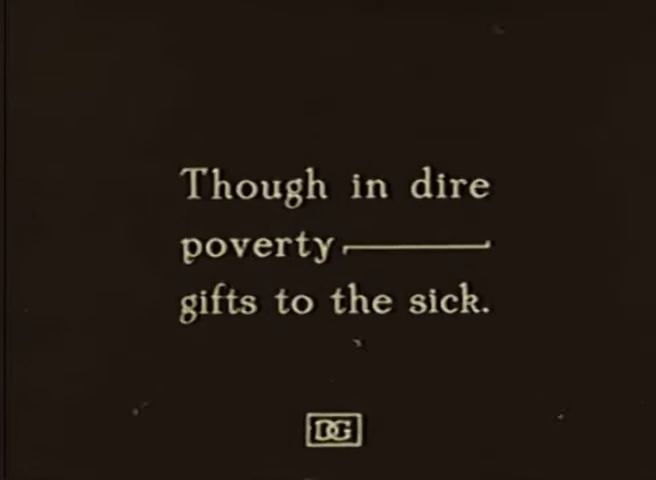 Though in dire
poverty———
gifts to the sick.
DG